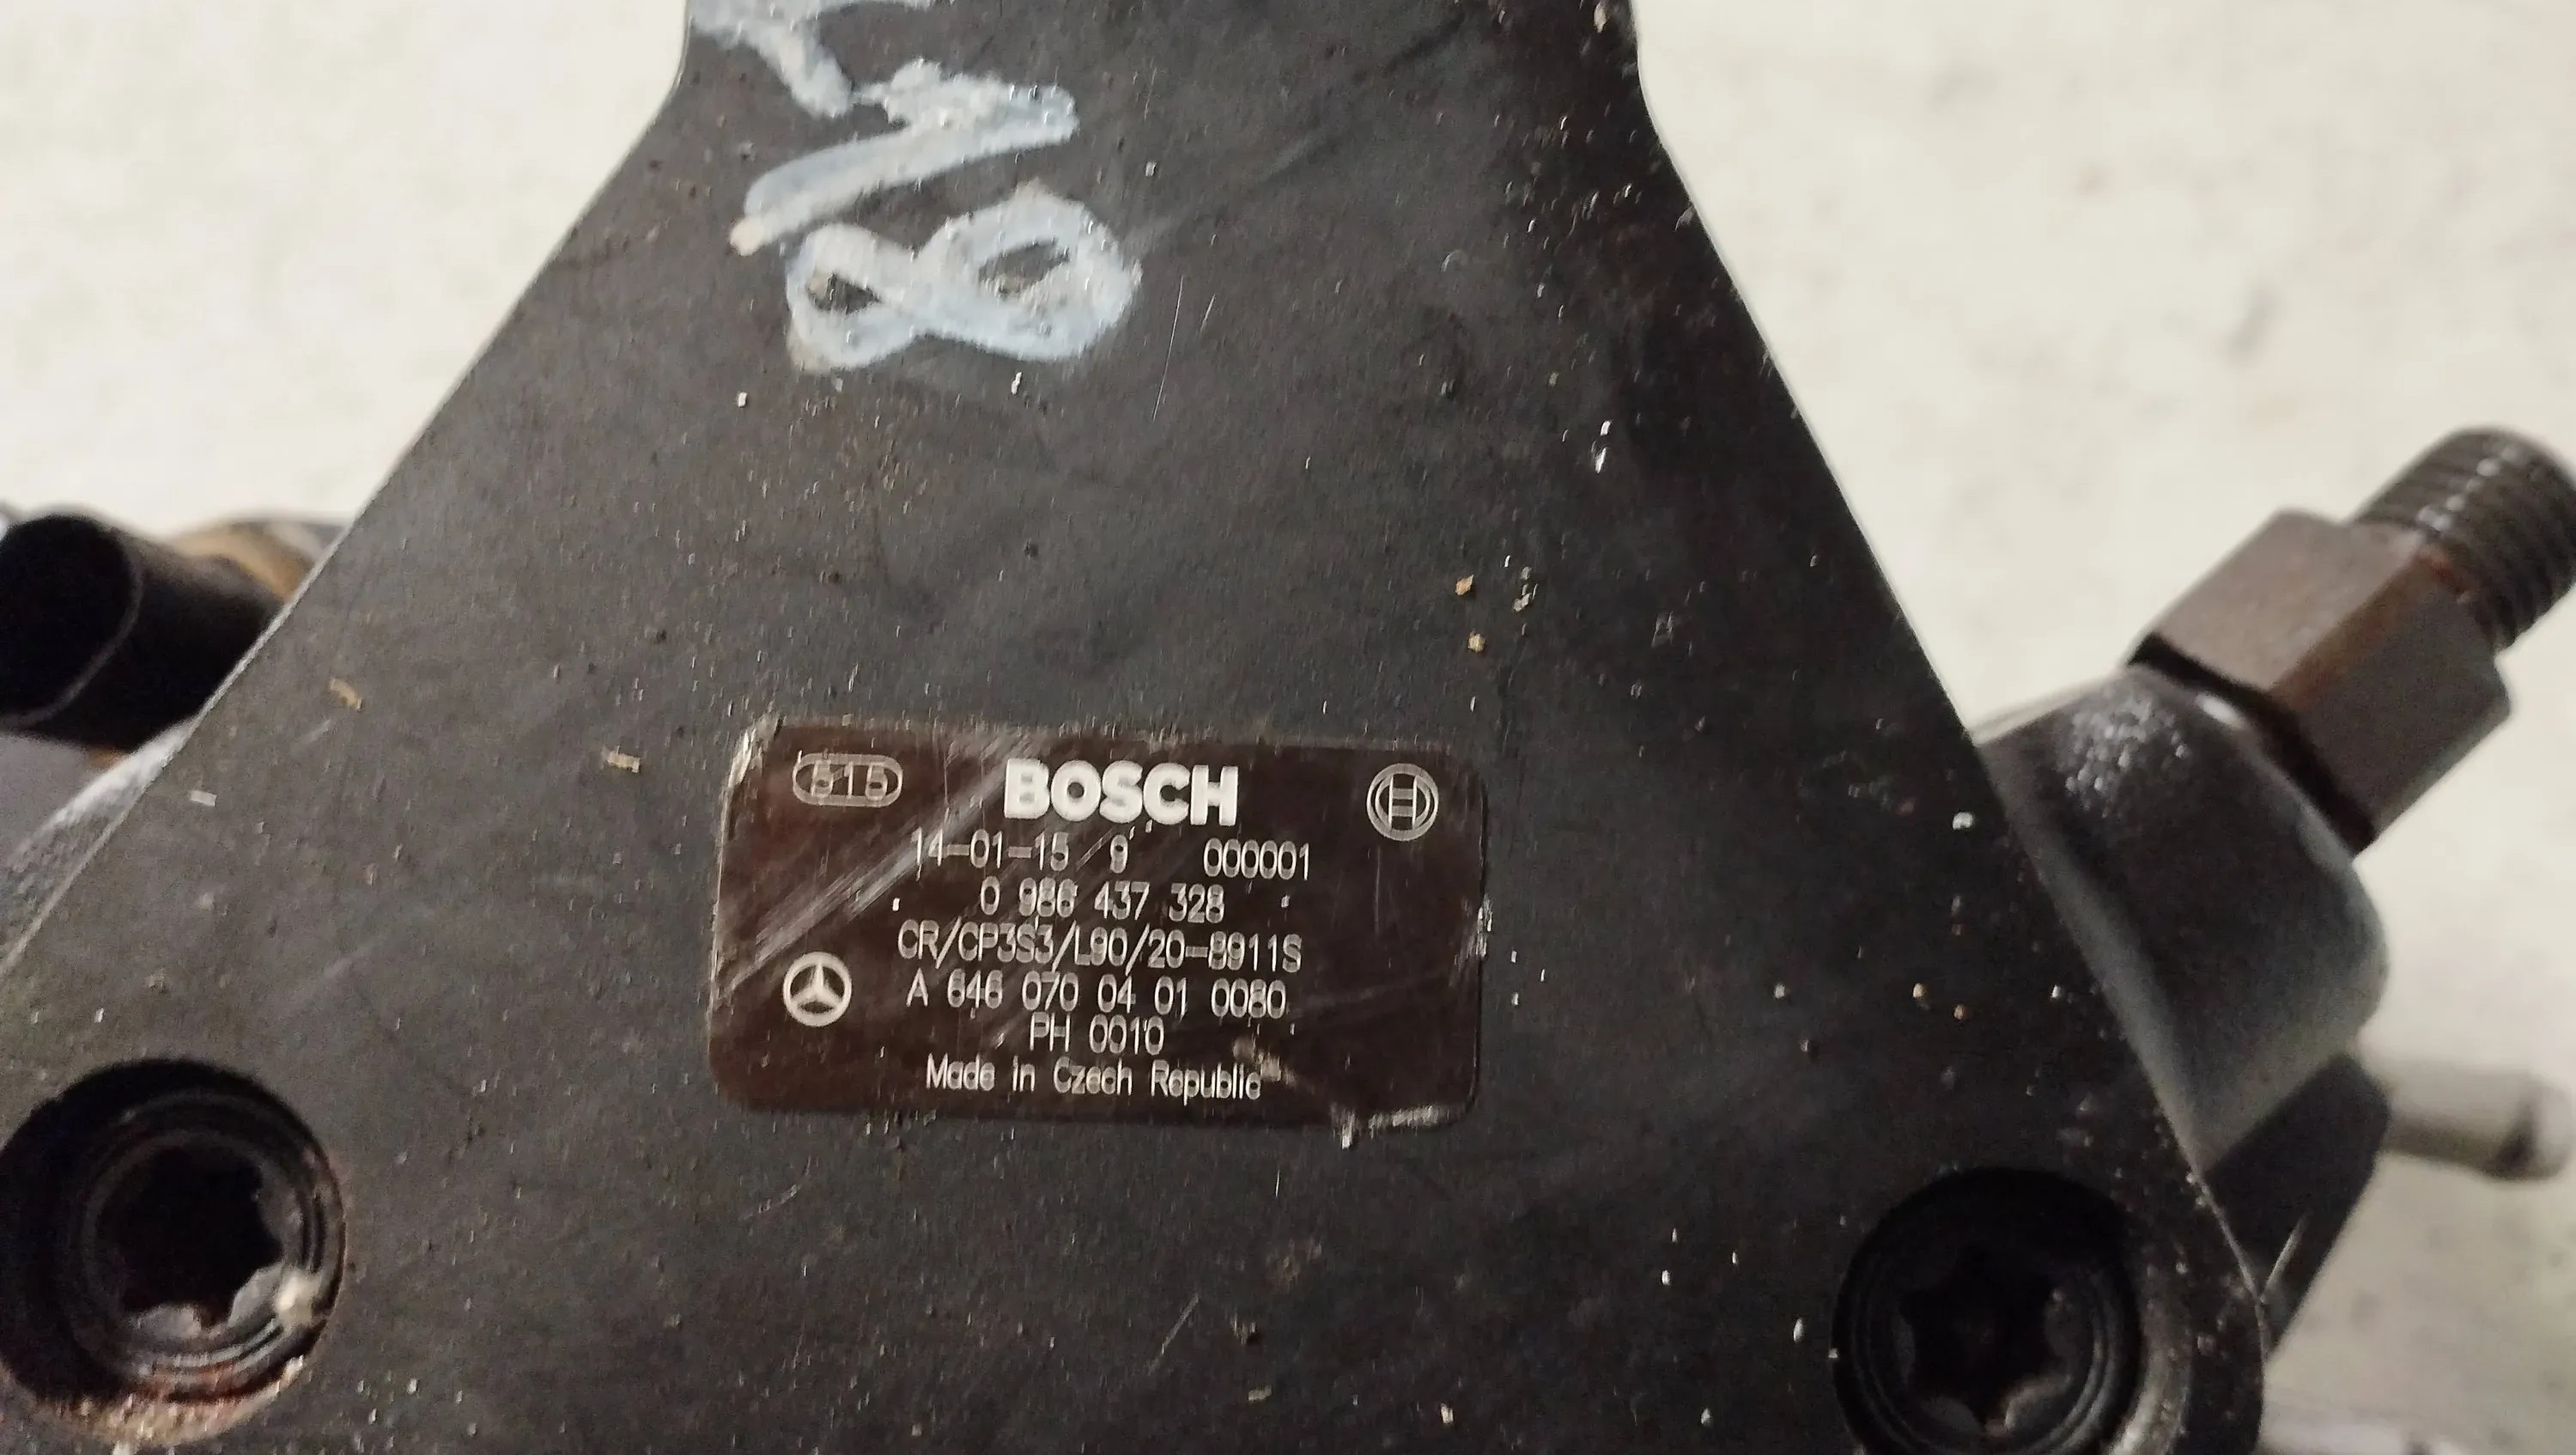 8
515 BOSCH
14-01-15 9 000001
0 986 437 328
CR/CP3S3/L90/20-8911S
A 646 070 04 01 0080
PH 0010
Made in Czech Republic